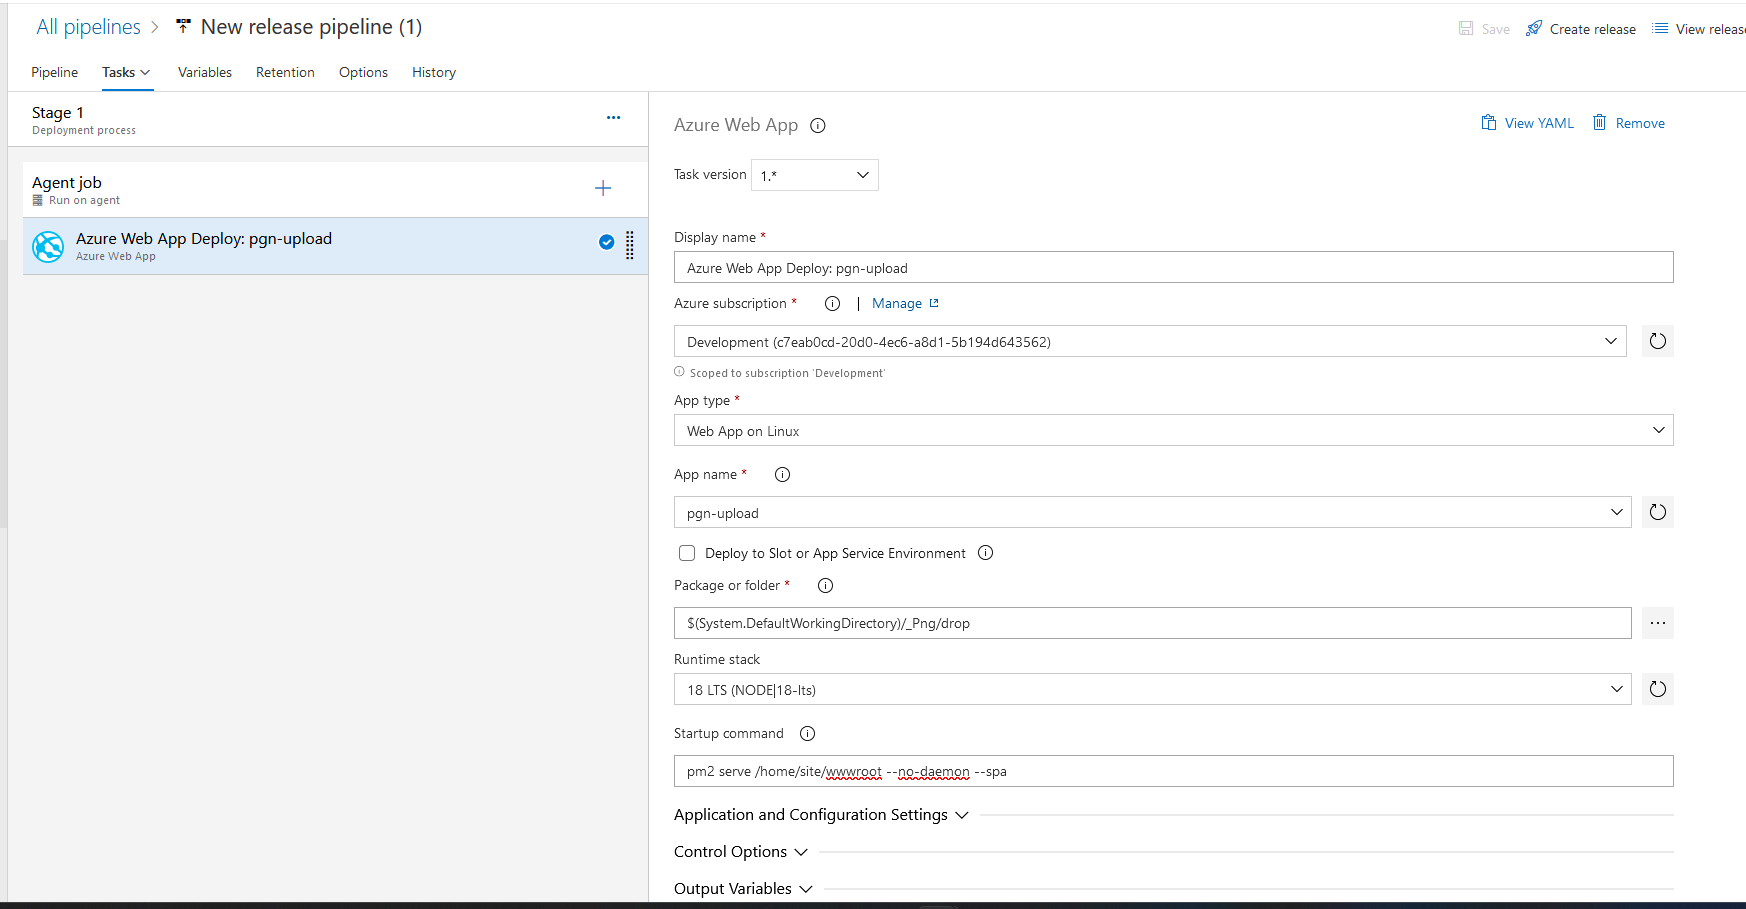 All pipelines > New release pipeline (1)
Save Create release View releas
Pipeline Tasks Variables Retention Options History
Stage 1
Deployment process
Agent job
Run on agent
Azure Web App Deploy: pgn-upload
Azure Web App
Azure Web App
View YAML Remove
Task version 1.*
Display name *
Azure Web App Deploy: pgn-upload
Azure subscription * | Manage
Development (c7eab0cd-20d0-4ec6-a8d1-5b194d643562)
Scoped to subscription 'Development'
App type *
Web App on Linux
App name *
pgn-upload
Deploy to Slot or App Service Environment
Package or folder *
$(System.DefaultWorkingDirectory)/_Png/drop
...
Runtime stack
18 LTS (NODE|18-lts)
Startup command
pm2 serve /home/site/wwwroot --no-daemon --spa
Application and Configuration Settings
Control Options
Output Variables